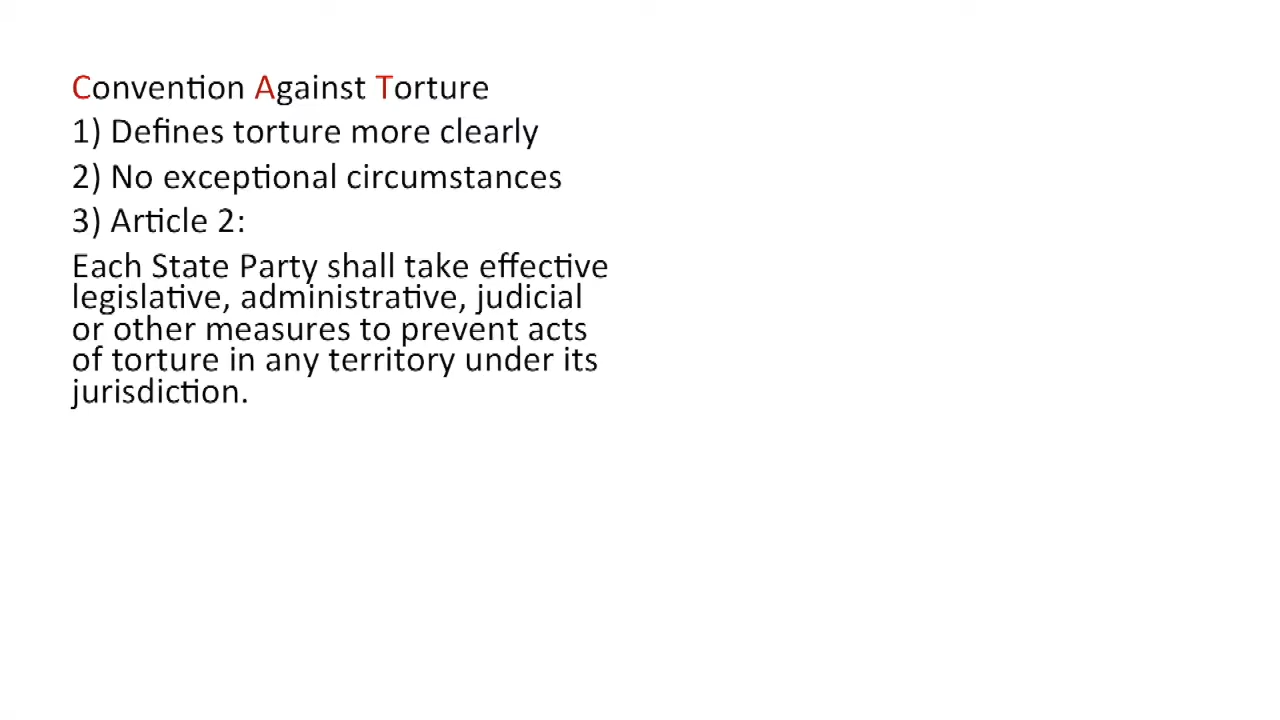 Convention Against Torture
1) Defines torture more clearly
2) No exceptional circumstances
3) Article 2:
Each State Party shall take effective
legislative, administrative, judicial
or other measures to prevent acts
of torture in any territory under its
jurisdiction.